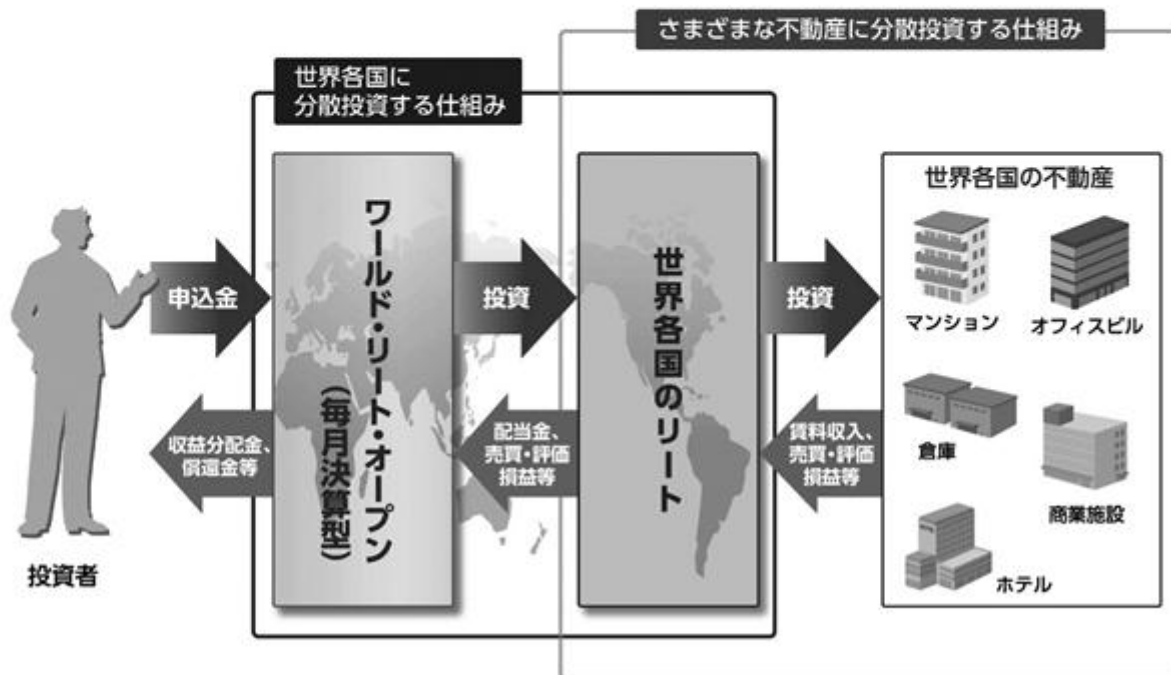 さまざまな不動産に分散投資する仕組み
世界各国に
分散投資する仕組み
投資者
申込金
収益分配金、
償還金等
ワールド・リート・オープン
（毎月決算型）
投資
配当金、
売買・評価
損益等
世界各国のリート
投資
賃料収入、
売買・評価
損益等
世界各国の不動産
マンション
オフィスビル
倉庫
商業施設
ホテル